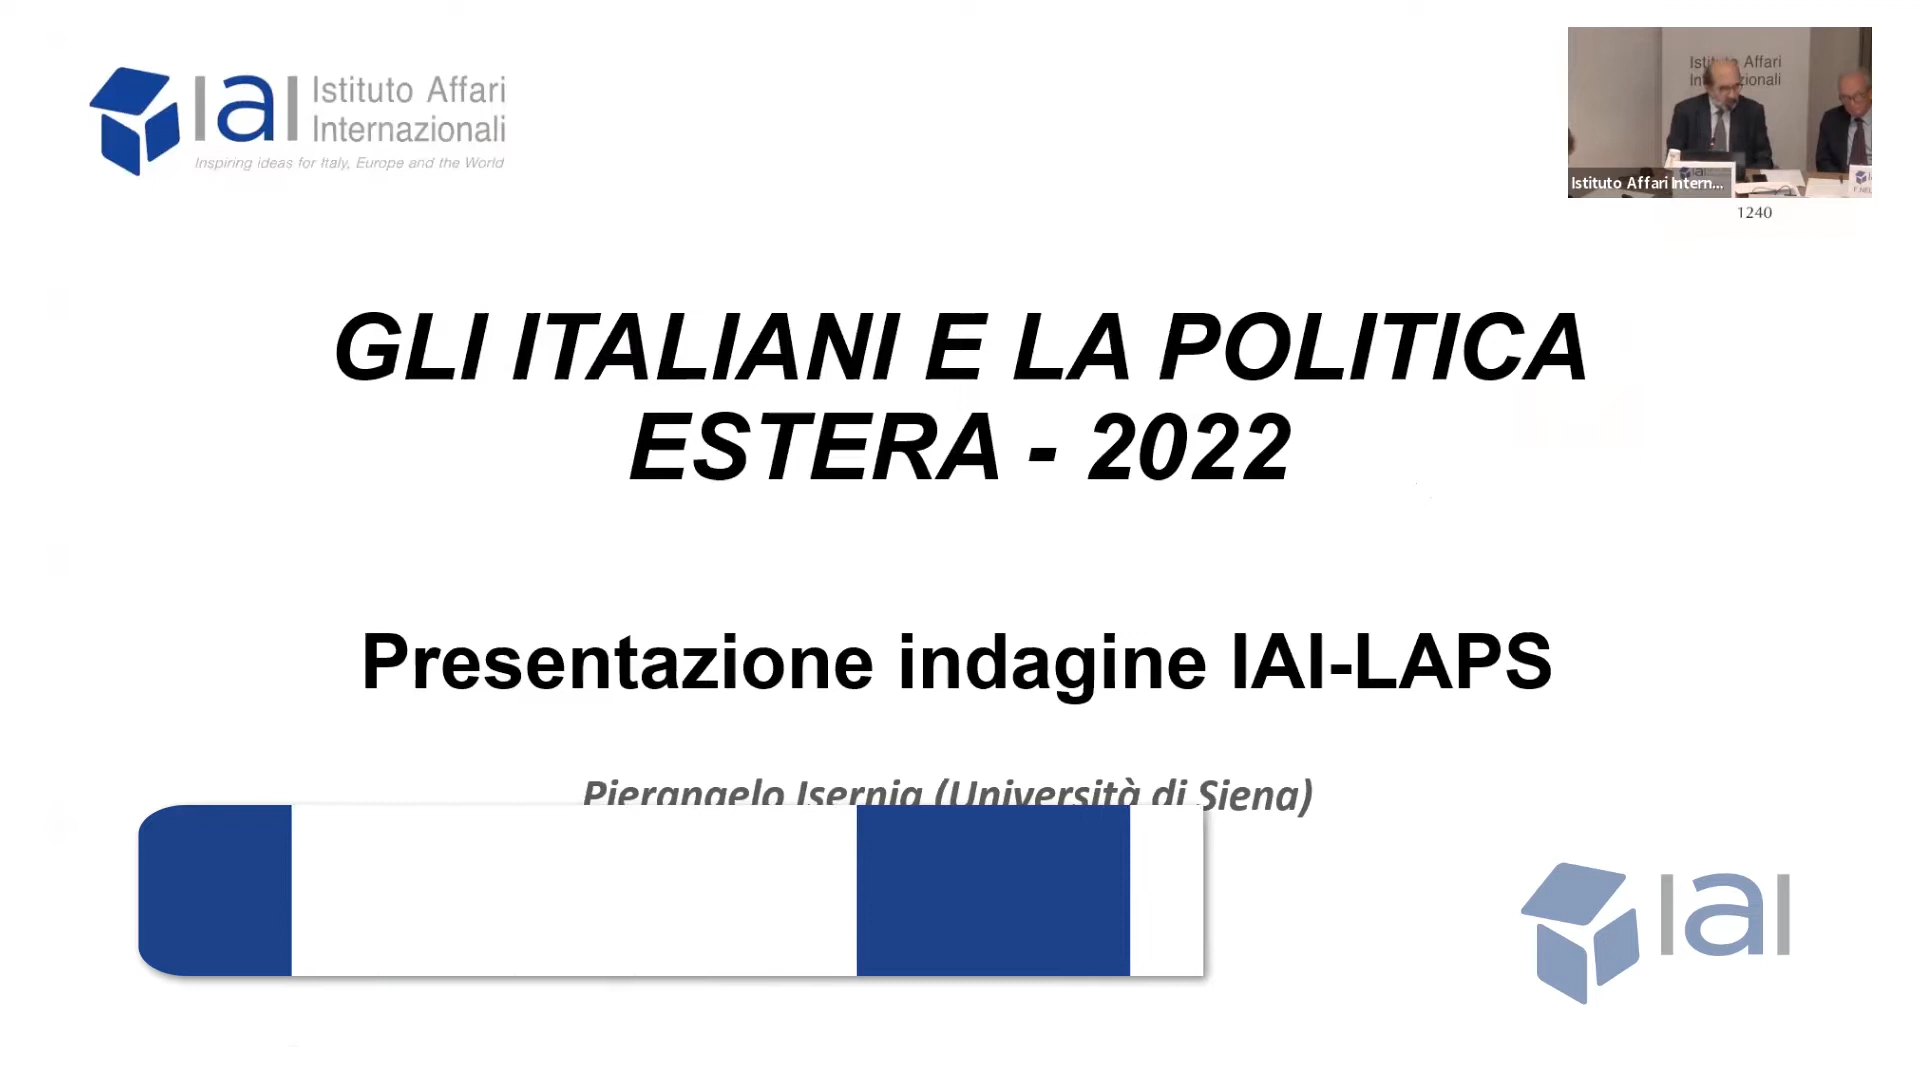 IAI Istituto Affari
Internazionali
Inspiring ideas for Italy, Europe and the World
Istituto Affari
Istituto Affari Intern...
1240
GLI ITALIANI E LA POLITICA
ESTERA - 2022
Presentazione indagine IAI-LAPS
Pierangelo Isernia (Università di Siena)
IAI